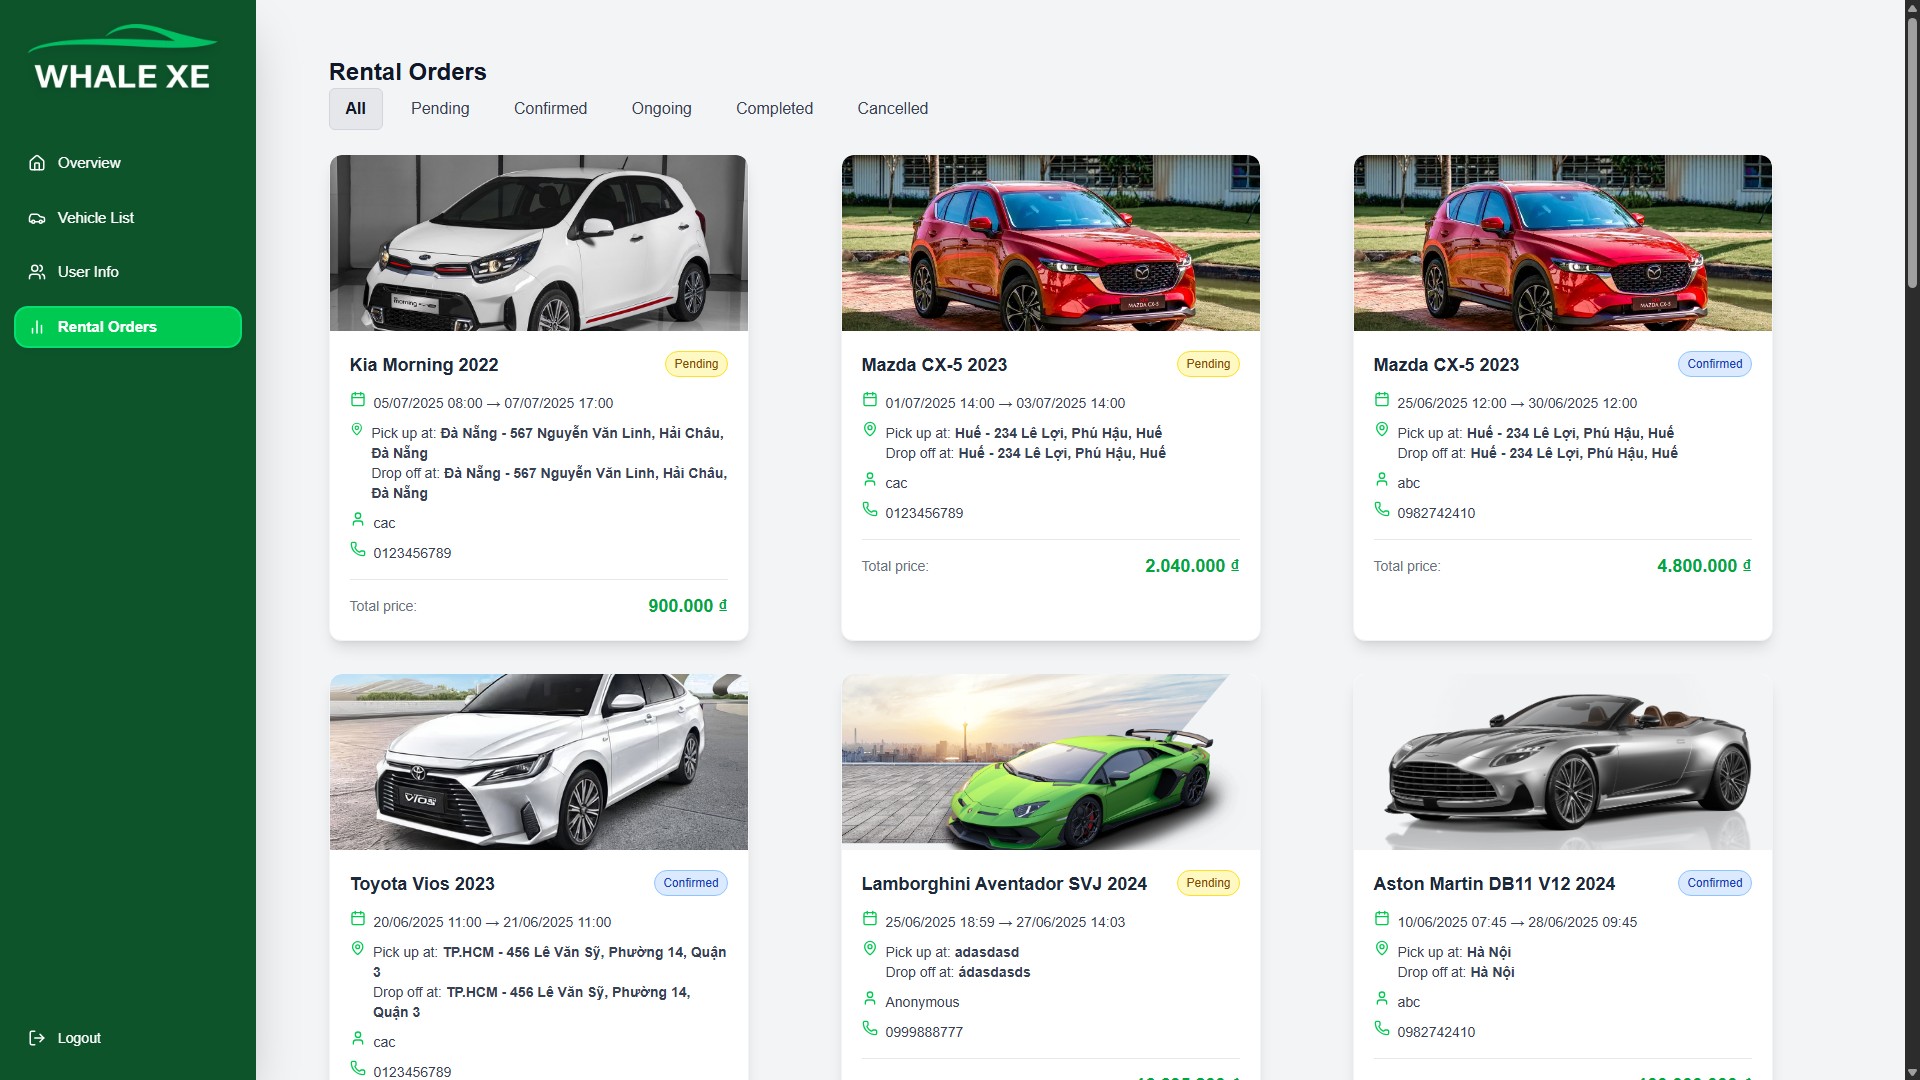 WHALE XE
Overview
Vehicle List
User Info
Rental Orders
Logout
Rental Orders
All
Pending
Confirmed
Ongoing
Completed
Cancelled
Morning
Kia Morning 2022
Pending
05/07/2025 08:00 → 07/07/2025 17:00
Pick up at: Đà Nẵng - 567 Nguyễn Văn Linh, Hải Châu,
Đà Nẵng
Drop off at: Đà Nẵng - 567 Nguyễn Văn Linh, Hải Châu,
Đà Nẵng
cac
0123456789
Total price:
900.000 ₫
MAZDA CX-5
Mazda CX-5 2023
Pending
01/07/2025 14:00 → 03/07/2025 14:00
Pick up at: Huế - 234 Lê Lợi, Phú Hậu, Huế
Drop off at: Huế - 234 Lê Lợi, Phú Hậu, Huế
cac
0123456789
Total price:
2.040.000 ₫
MAZDA CX-5
Mazda CX-5 2023
Confirmed
25/06/2025 12:00 → 30/06/2025 12:00
Pick up at: Huế - 234 Lê Lợi, Phú Hậu, Huế
Drop off at: Huế - 234 Lê Lợi, Phú Hậu, Huế
abc
0982742410
Total price:
4.800.000 ₫
VIOS
Toyota Vios 2023
Confirmed
20/06/2025 11:00 → 21/06/2025 11:00
Pick up at: TP.HCM - 456 Lê Văn Sỹ, Phường 14, Quận
3
Drop off at: TP.HCM - 456 Lê Văn Sỹ, Phường 14,
Quận 3
cac
0123456789
Lamborghini Aventador SVJ 2024
Pending
25/06/2025 18:59 → 27/06/2025 14:03
Pick up at: adasdasd
Drop off at: ádasdasds
Anonymous
0999888777
Aston Martin DB11 V12 2024
Confirmed
10/06/2025 07:45 → 28/06/2025 09:45
Pick up at: Hà Nội
Drop off at: Hà Nội
abc
0982742410